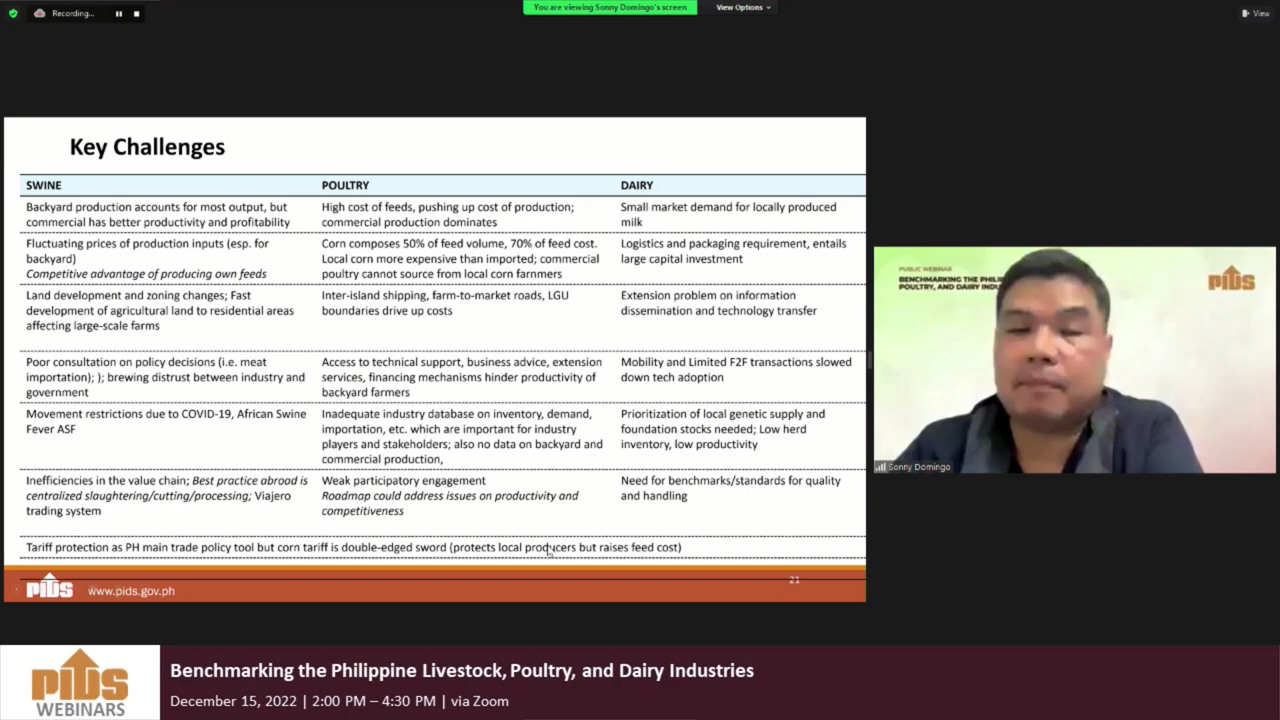 Recording...
You are viewing Sonny Domingo's screen
View Options
View
Key Challenges
SWINE
POULTRY
DAIRY
Backyard production accounts for most output, but
commercial has better productivity and profitability
High cost of feeds, pushing up cost of production;
commercial production dominates
Small market demand for locally produced
milk
Fluctuating prices of production inputs (esp. for
backyard)
Competitive advantage of producing own feeds
Corn composes 50% of feed volume, 70% of feed cost.
Local corn more expensive than imported; commercial
poultry cannot source from local corn farnmers
Logistics and packaging requirement, entails
large capital investment
Land development and zoning changes; Fast
development of agricultural land to residential areas
affecting large-scale farms
Inter-island shipping, farm-to-market roads, LGU
boundaries drive up costs
Extension problem on information
dissemination and technology transfer
Poor consultation on policy decisions (i.e. meat
importation); ); brewing distrust between industry and
government
Access to technical support, business advice, extension
services, financing mechanisms hinder productivity of
backyard farmers
Mobility and Limited F2F transactions slowed
down tech adoption
Movement restrictions due to COVID-19, African Swine
Fever ASF
Inadequate industry database on inventory, demand,
importation, etc. which are important for industry
players and stakeholders; also no data on backyard and
commercial production,
Prioritization of local genetic supply and
foundation stocks needed; Low herd
inventory, low productivity
Inefficiencies in the value chain; Best practice abroad is
centralized slaughtering/cutting/processing; Viajero
trading system
Weak participatory engagement
Roadmap could address issues on productivity and
competitiveness
Need for benchmarks/standards for quality
and handling
Tariff protection as PH main trade policy tool but corn tariff is double-edged sword (protects local producers but raises feed cost)
21
PIDS
www.pids.gov.ph
PUBLIC WEBINAR
BENCHMARKING THE
POULTRY, AND DAIRY
PIDS
Sonny Domingo
PIDS
WEBINARS
Benchmarking the Philippine Livestock, Poultry, and Dairy Industries
December 15, 2022 | 2:00 PM – 4:30 PM | via Zoom